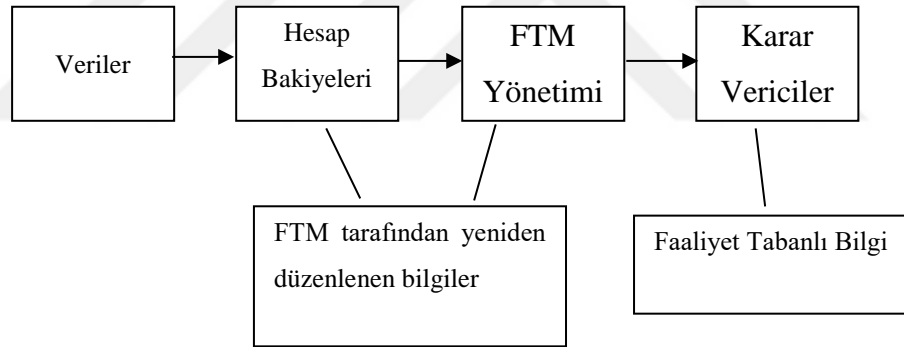 Veriler
Hesap
Bakiyeleri
FTM
Yönetimi
Karar
Vericiler
FTM tarafından yeniden
düzenlenen bilgiler
Faaliyet Tabanlı Bilgi